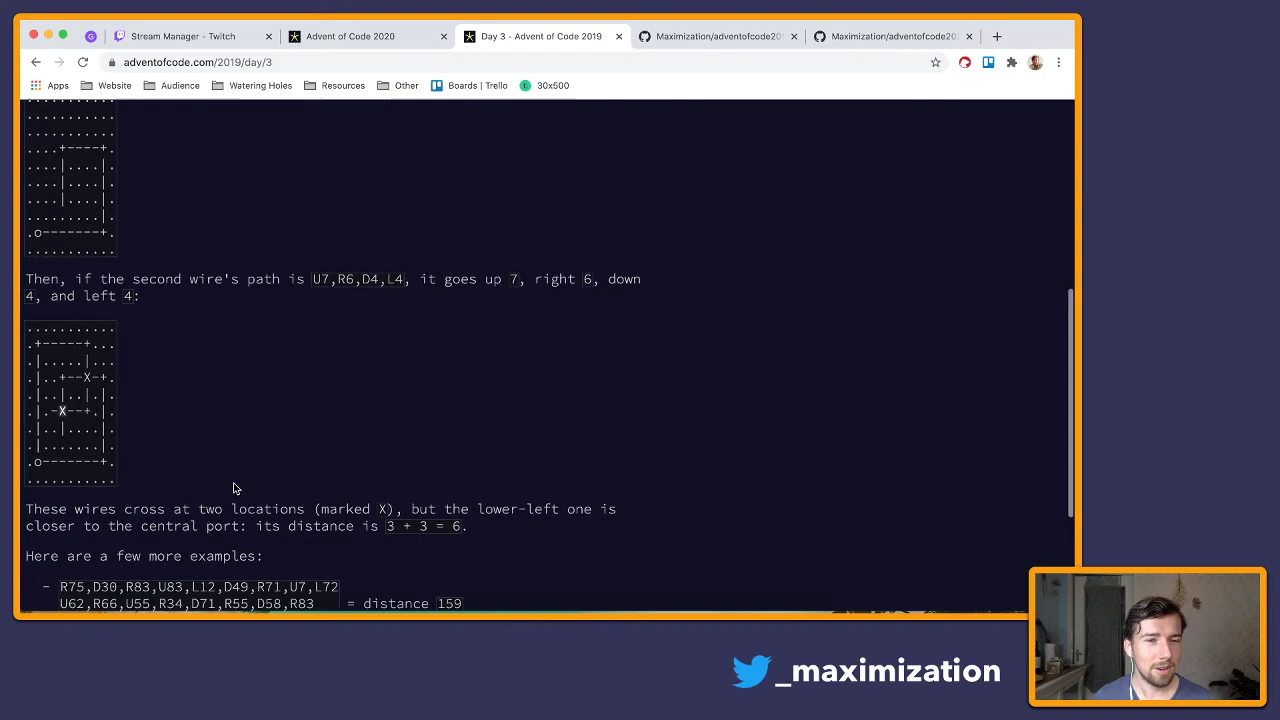 Stream Manager - Twitch
Advent of Code 2020
Day 3 - Advent of Code 2019
Maximization/adventofcode201
Maximization/adventofcode202
adventofcode.com/2019/day/3
Apps
Website
Audience
Watering Holes
Resources
Other
Boards | Trello
30x500
...........
...........
...........
....+----+.
....|....|.
....|....|.
....|....|.
.........|.
.o-------+.
...........
Then, if the second wire's path is U7,R6,D4,L4, it goes up 7, right 6, down
4, and left 4:
...........
.+-----+...
.|.....|...
.|..+--X-+.
.|..|..|.|.
.|.-X--+.|.
.|..|....|.
.|.......|.
.o-------+.
...........
These wires cross at two locations (marked X), but the lower-left one is
closer to the central port: its distance is 3 + 3 = 6.
Here are a few more examples:
- R75,D30,R83,U83,L12,D49,R71,U7,L72
U62,R66,U55,R34,D71,R55,D58,R83 = distance 159
_maximization